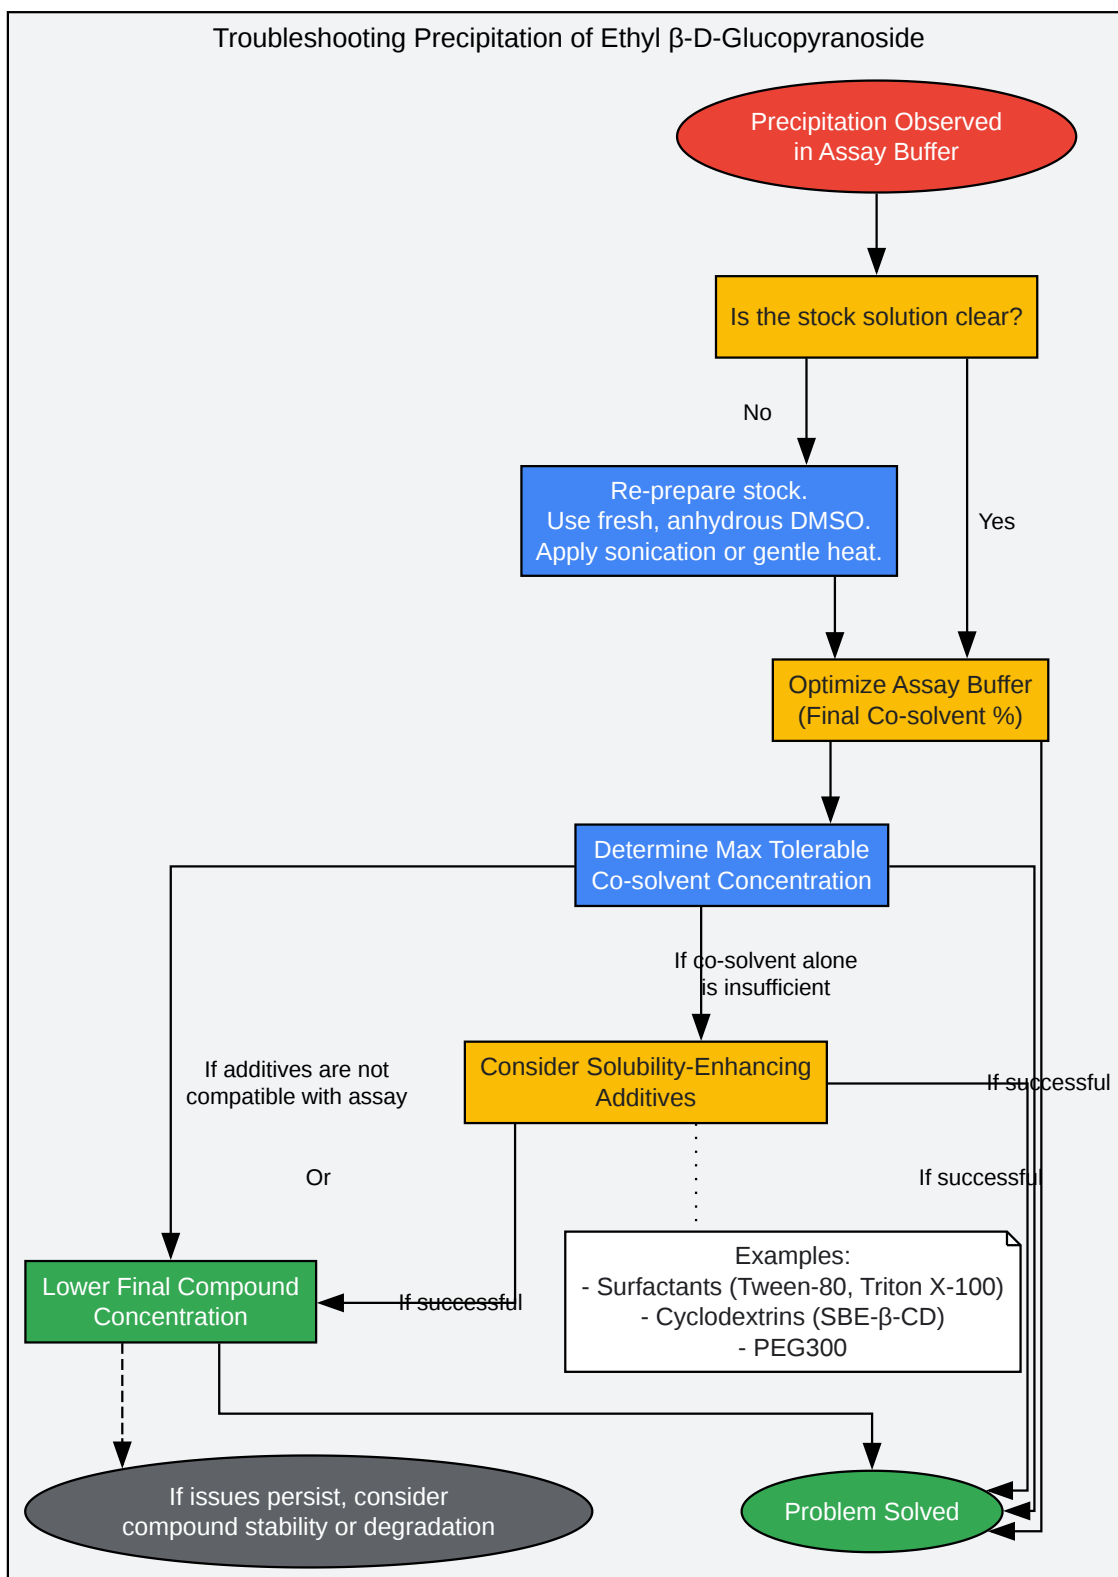 Troubleshooting Precipitation of Ethyl β-D-Glucopyranoside
Precipitation Observed
in Assay Buffer
Is the stock solution clear?
No
Re-prepare stock.
Use fresh, anhydrous DMSO.
Apply sonication or gentle heat.
Yes
Optimize Assay Buffer
(Final Co-solvent %)
Determine Max Tolerable
Co-solvent Concentration
If co-solvent alone
is insufficient
If additives are not
compatible with assay
Consider Solubility-Enhancing
Additives
If successful
Or
If successful
Examples:
- Surfactants (Tween-80, Triton X-100)
- Cyclodextrins (SBE-β-CD)
- PEG300
Lower Final Compound
Concentration
If successful
If issues persist, consider
compound stability or degradation
Problem Solved